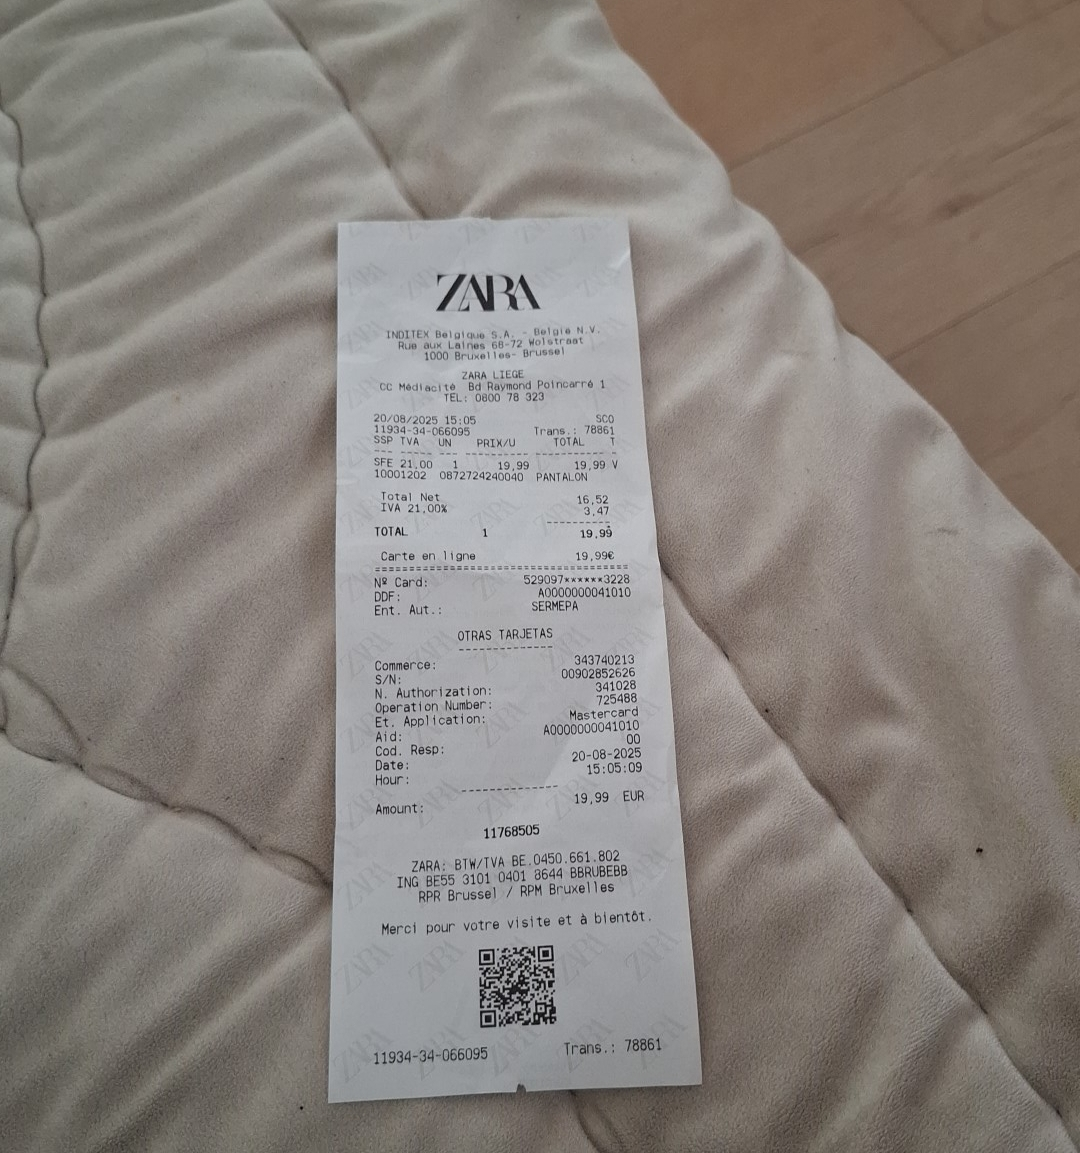 ZARA
INDITEX Belgique S.A. - Belgie N.V.
Rue aux Laines 68-72 Wolstraat
1000 Bruxelles- Brussel
ZARA LIEGE
CC Médiacité Bd Raymond Poincarré 1
TEL: 0800 78 323
20/08/2025 15:05 SCO
11934-34-066095 Trans.: 78861
SSP TVA UN PRIX/U TOTAL T
--- ----- --- ---------- ------------ -
SFE 21,00 1 19,99 19,99 V
10001202 0872724240040 PANTALON
Total Net 16,52
IVA 21,00% 3,47
-----------
TOTAL 1 19,99
Carte en ligne 19,99€
========================================
Nº Card: 529097******3228
DDF: A0000000041010
Ent. Aut.: SERMEPA
OTRAS TARJETAS
--------------
Commerce: 343740213
S/N: 00902852626
N. Authorization: 341028
Operation Number: 725488
Et. Application: Mastercard
Aid: A0000000041010
Cod. Resp: 00
Date: 20-08-2025
Hour: 15:05:09
--------------
Amount: 19,99 EUR
11768505
ZARA: BTW/TVA BE.0450.661.802
ING BE55 3101 0401 8644 BBRUBEBB
RPR Brussel / RPM Bruxelles
Merci pour votre visite et à bientôt.
11934-34-066095 Trans.: 78861